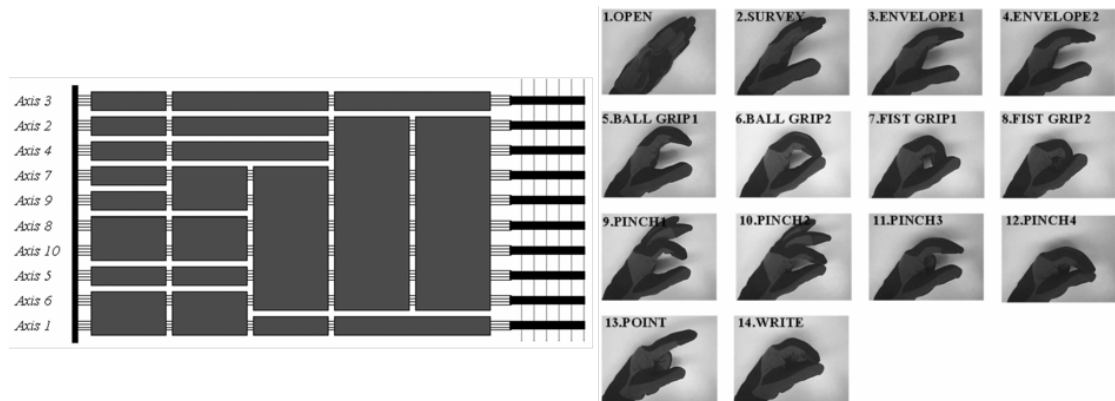 Axis 3
Axis 2
Axis 4
Axis 7
Axis 9
Axis 8
Axis 10
Axis 5
Axis 6
Axis 1
1.OPEN
2.SURVEY
3.ENVELOPE1
4.ENVELOPE2
5.BALL GRIP1
6.BALL GRIP2
7.FIST GRIP1
8.FIST GRIP2
9.PINCH1
10.PINCH2
11.PINCH3
12.PINCH4
13.POINT
14.WRITE